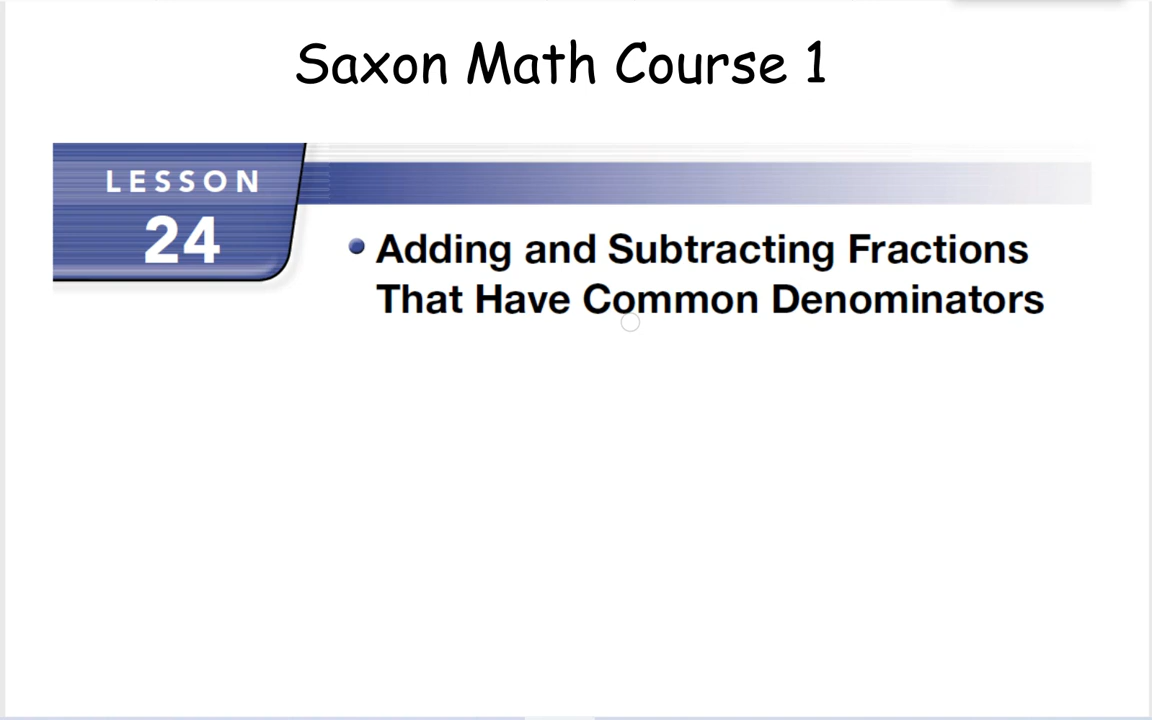 Saxon Math Course 1
LESSON
24
• Adding and Subtracting Fractions
That Have Common Denominators